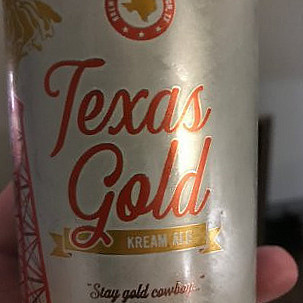 Texas
Gold
KREAM ALE
"Stay gold cowboy..."